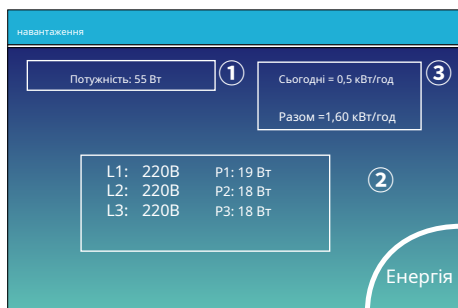 навантаження
Потужність: 55 Вт
①
Сьогодні = 0,5 кВт/год
③
Разом =1,60 кВт/год
L1: 220В P1: 19 Вт
L2: 220В P2: 18 Вт
L3: 220В P3: 18 Вт
②
Енергія